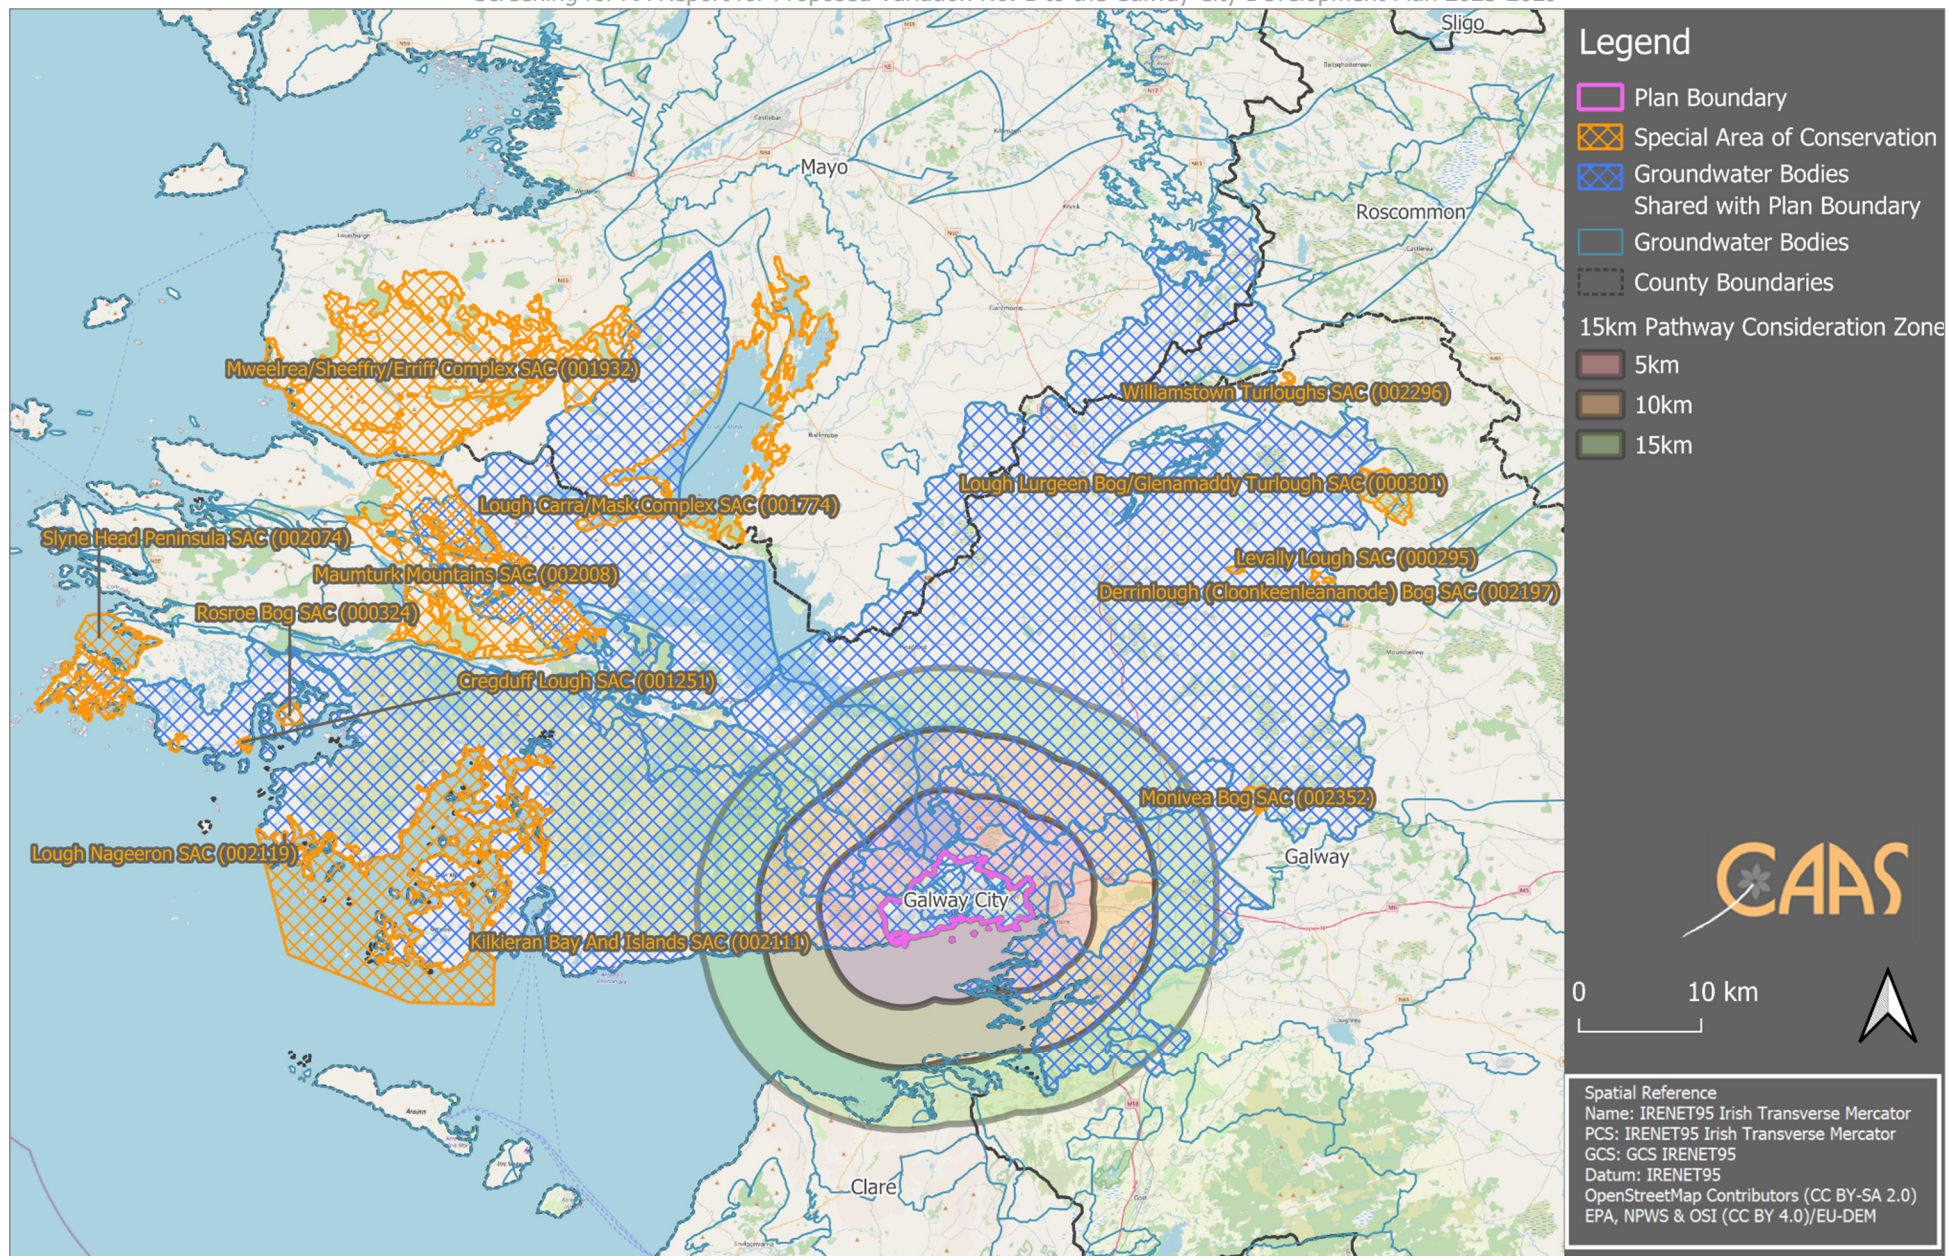 Sligo
Mayo
Roscommon
Mweelrea/Sheeffry/Erriff Complex SAC (001932)
Williamstown Turloughs SAC (002296)
Lough Lurgeen Bog/Glenamaddy Turlough SAC (000301)
Lough Carra/Mask Complex SAC (001774)
Slyne Head Peninsula SAC (002074)
Levally Lough SAC (000295)
Maumturk Mountains SAC (002008)
Derrinlough (Cloonkeenleananode) Bog SAC (002197)
Rosroe Bog SAC (000324)
Cregduff Lough SAC (001251)
Monivea Bog SAC (002352)
Lough Nageeron SAC (002119)
Galway
Galway City
Kilkieran Bay And Islands SAC (002111)
Clare
Legend
Plan Boundary
Special Area of Conservation
Groundwater Bodies
Shared with Plan Boundary
Groundwater Bodies
County Boundaries
15km Pathway Consideration Zone
5km
10km
15km
CAAS
0 10 km
Spatial Reference
Name: IRENET95 Irish Transverse Mercator
PCS: IRENET95 Irish Transverse Mercator
GCS: GCS IRENET95
Datum: IRENET95
OpenStreetMap Contributors (CC BY-SA 2.0)
EPA, NPWS & OSI (CC BY 4.0)/EU-DEM